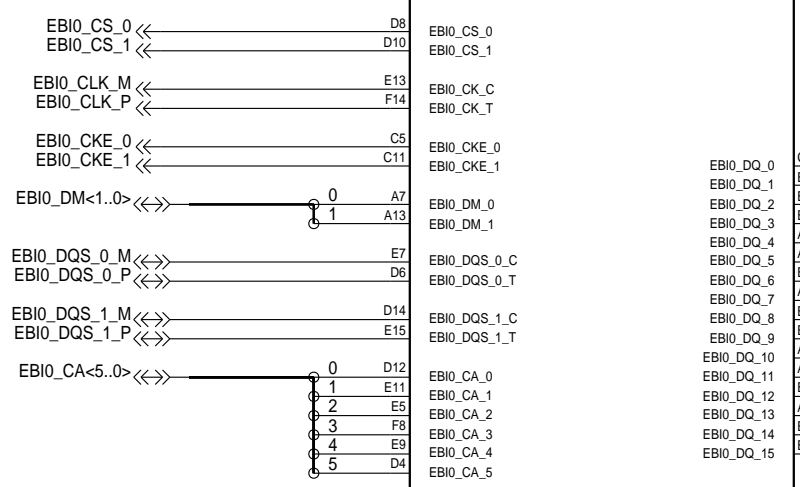 EBI0_CS_0 D8 EBI0_CS_0
EBI0_CS_1 D10 EBI0_CS_1
EBI0_CLK_M E13 EBI0_CK_C
EBI0_CLK_P F14 EBI0_CK_T
EBI0_CKE_0 C5 EBI0_CKE_0
EBI0_CKE_1 C11 EBI0_CKE_1
EBI0_DM<1..0> 0 A7 EBI0_DM_0
1 A13 EBI0_DM_1
EBI0_DQS_0_M E7 EBI0_DQS_0_C
EBI0_DQS_0_P D6 EBI0_DQS_0_T
EBI0_DQS_1_M D14 EBI0_DQS_1_C
EBI0_DQS_1_P E15 EBI0_DQS_1_T
EBI0_CA<5..0> 0 D12 EBI0_CA_0
1 E11 EBI0_CA_1
2 E5 EBI0_CA_2
3 F8 EBI0_CA_3
4 E9 EBI0_CA_4
5 D4 EBI0_CA_5
EBI0_DQ_0
EBI0_DQ_1
EBI0_DQ_2
EBI0_DQ_3
EBI0_DQ_4
EBI0_DQ_5
EBI0_DQ_6
EBI0_DQ_7
EBI0_DQ_8
EBI0_DQ_9
EBI0_DQ_10
EBI0_DQ_11
EBI0_DQ_12
EBI0_DQ_13
EBI0_DQ_14
EBI0_DQ_15